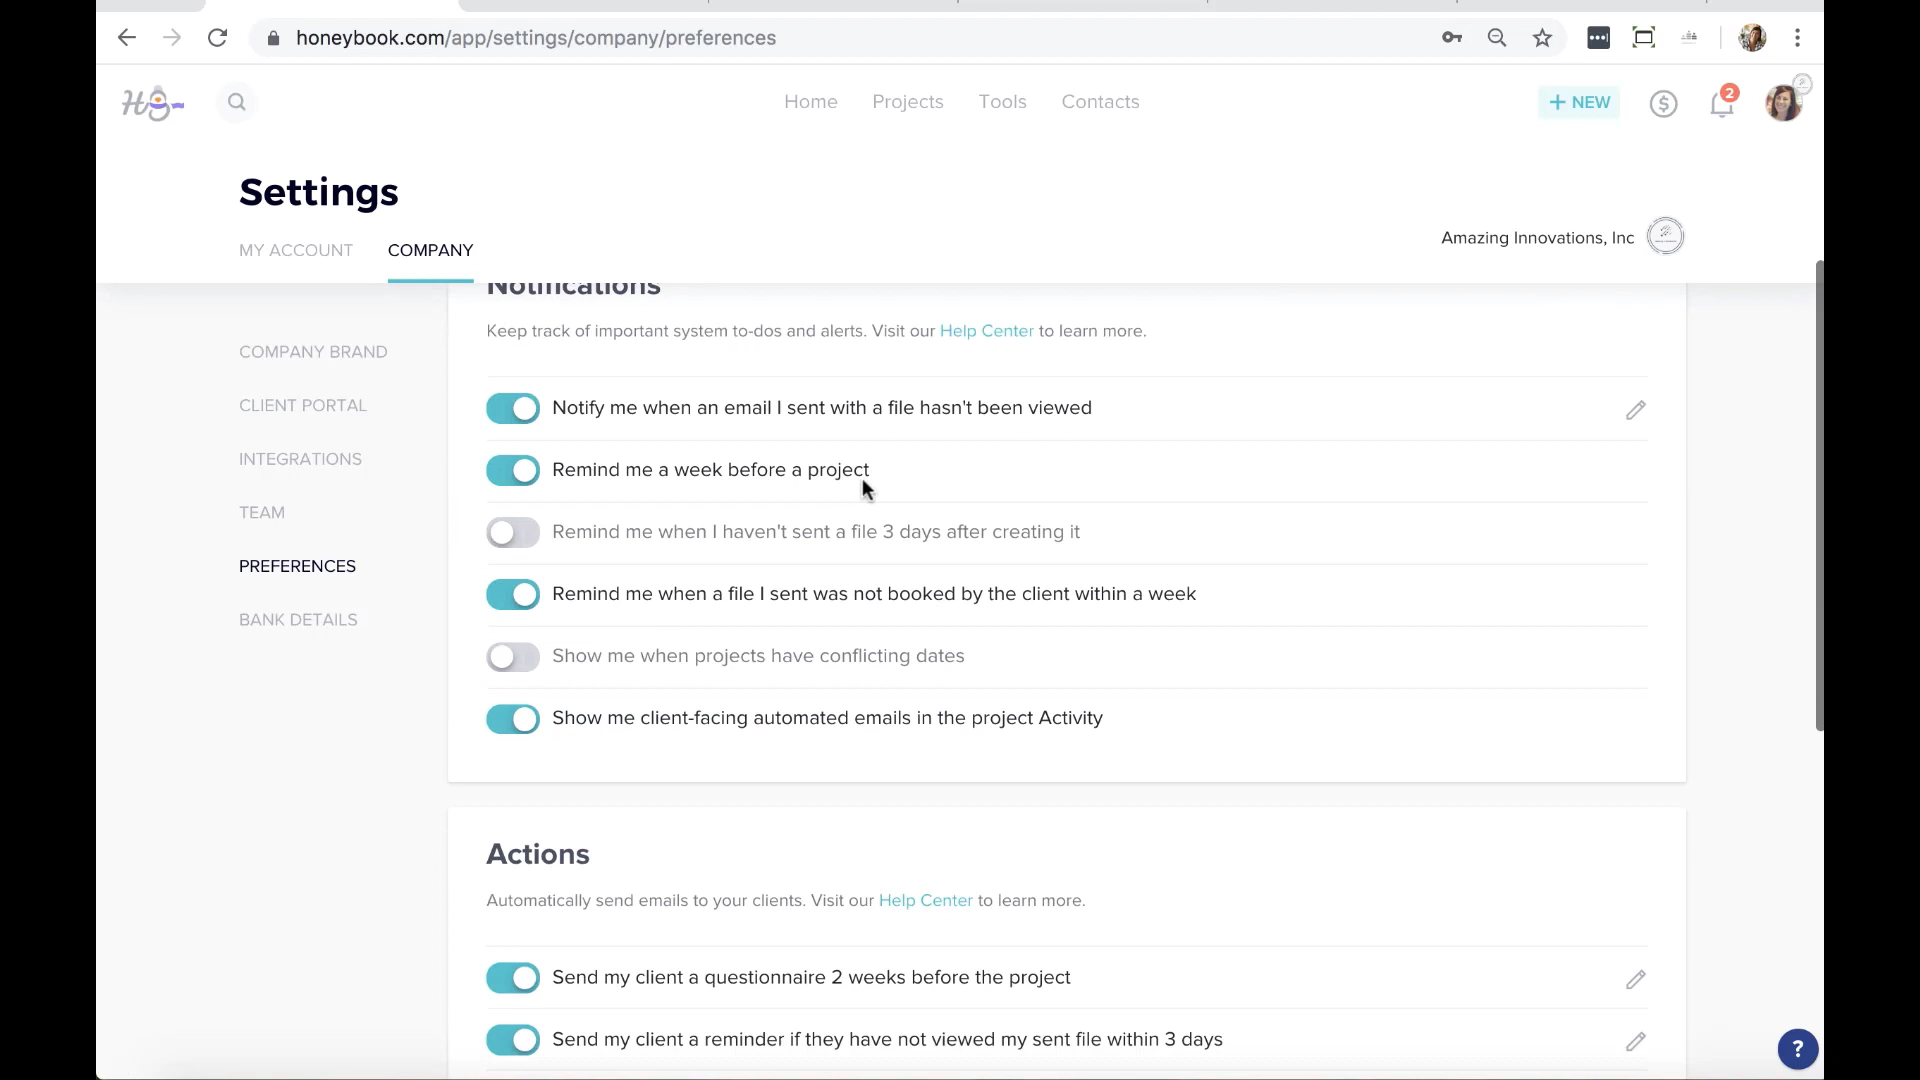 honeybook.com/app/settings/company/preferences
Home Projects Tools Contacts
+ NEW
2
Settings
MY ACCOUNT COMPANY
Amazing Innovations, Inc
Notifications
Keep track of important system to-dos and alerts. Visit our Help Center to learn more.
COMPANY BRAND
CLIENT PORTAL
INTEGRATIONS
TEAM
PREFERENCES
BANK DETAILS
Notify me when an email I sent with a file hasn't been viewed
Remind me a week before a project
Remind me when I haven't sent a file 3 days after creating it
Remind me when a file I sent was not booked by the client within a week
Show me when projects have conflicting dates
Show me client-facing automated emails in the project Activity
Actions
Automatically send emails to your clients. Visit our Help Center to learn more.
Send my client a questionnaire 2 weeks before the project
Send my client a reminder if they have not viewed my sent file within 3 days
?